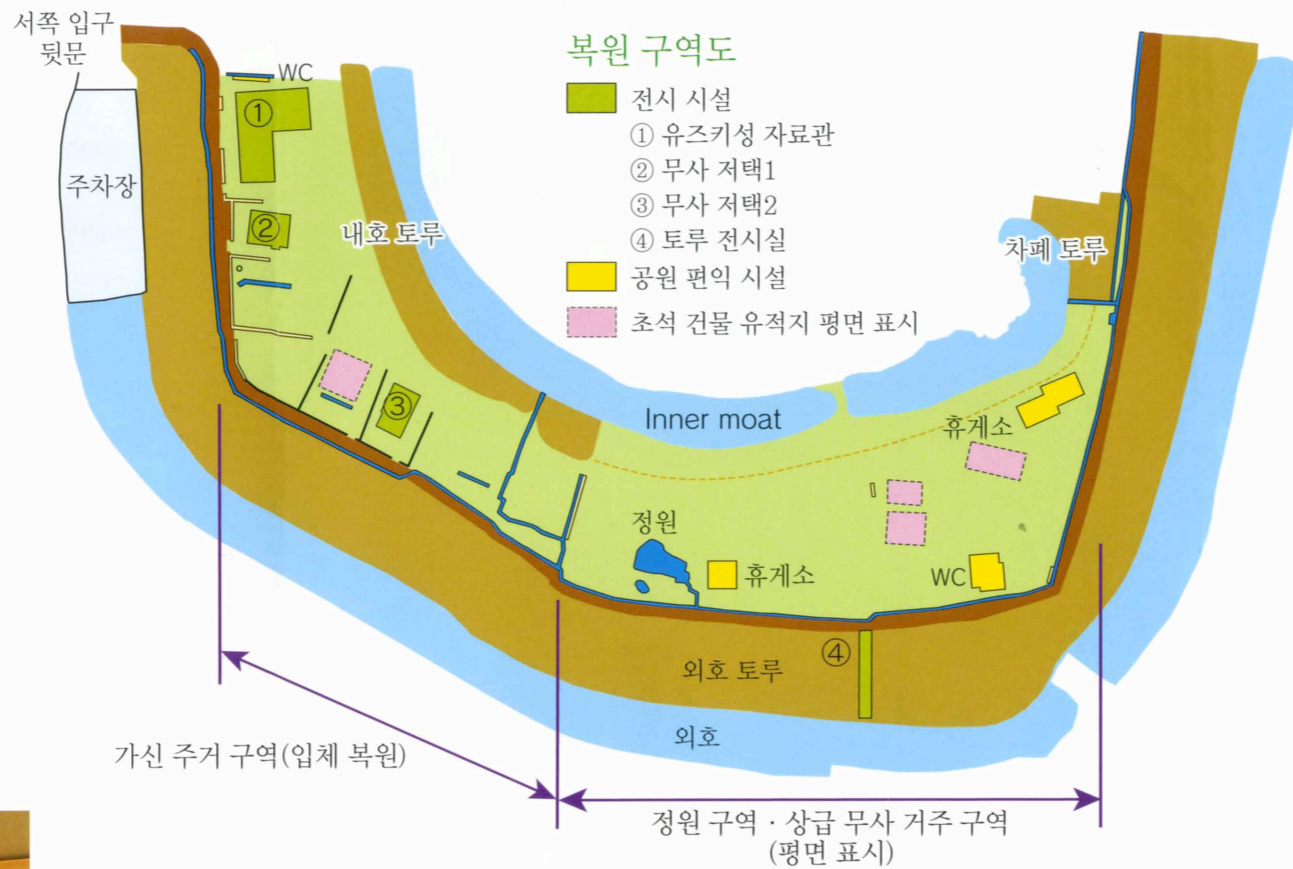 서쪽 입구
뒷문
WC
주차장
①
②
③
내호 토루
복원 구역도
전시 시설
① 유즈키성 자료관
② 무사 저택1
③ 무사 저택2
④ 토루 전시실
공원 편익 시설
초석 건물 유적지 평면 표시
차폐 토루
Inner moat
휴게소
정원
휴게소
WC
④
외호 토루
외호
가신 주거 구역(입체 복원)
정원 구역 · 상급 무사 거주 구역
(평면 표시)